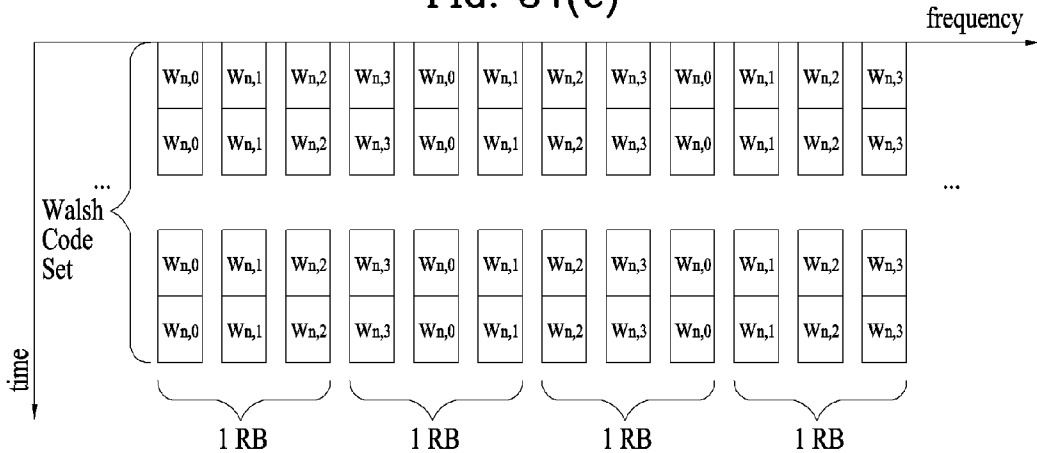 frequency
Wn,0 Wn,1 Wn,2 Wn,3 Wn,0 Wn,1 Wn,2 Wn,3 Wn,0 Wn,1 Wn,2 Wn,3
Wn,0 Wn,1 Wn,2 Wn,3 Wn,0 Wn,1 Wn,2 Wn,3 Wn,0 Wn,1 Wn,2 Wn,3
... ...
Walsh
Code
Set
Wn,0 Wn,1 Wn,2 Wn,3 Wn,0 Wn,1 Wn,2 Wn,3 Wn,0 Wn,1 Wn,2 Wn,3
Wn,0 Wn,1 Wn,2 Wn,3 Wn,0 Wn,1 Wn,2 Wn,3 Wn,0 Wn,1 Wn,2 Wn,3
time
1 RB 1 RB 1 RB 1 RB